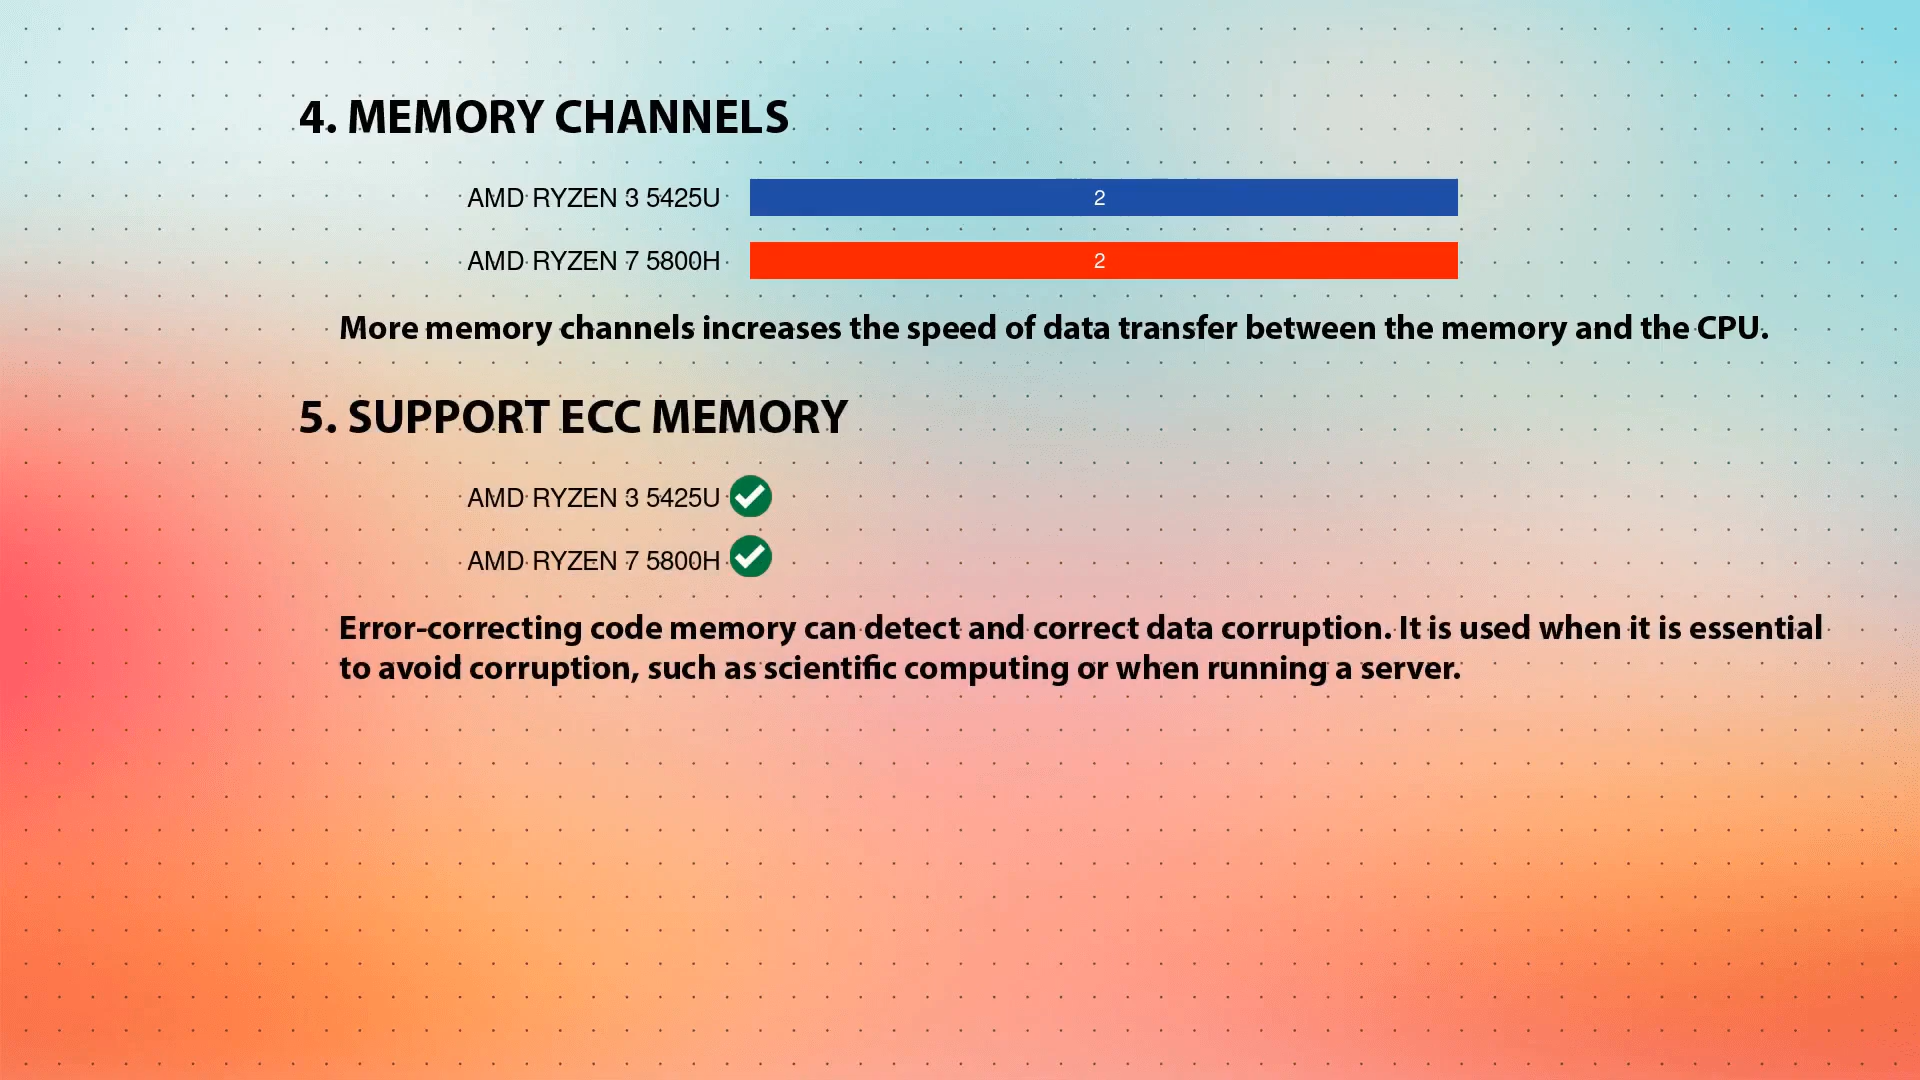 4. MEMORY CHANNELS
AMD RYZEN 3 5425U
2
AMD RYZEN 7 5800H
2
More memory channels increases the speed of data transfer between the memory and the CPU.
5. SUPPORT ECC MEMORY
AMD RYZEN 3 5425U
AMD RYZEN 7 5800H
Error-correcting code memory can detect and correct data corruption. It is used when it is essential
to avoid corruption, such as scientific computing or when running a server.